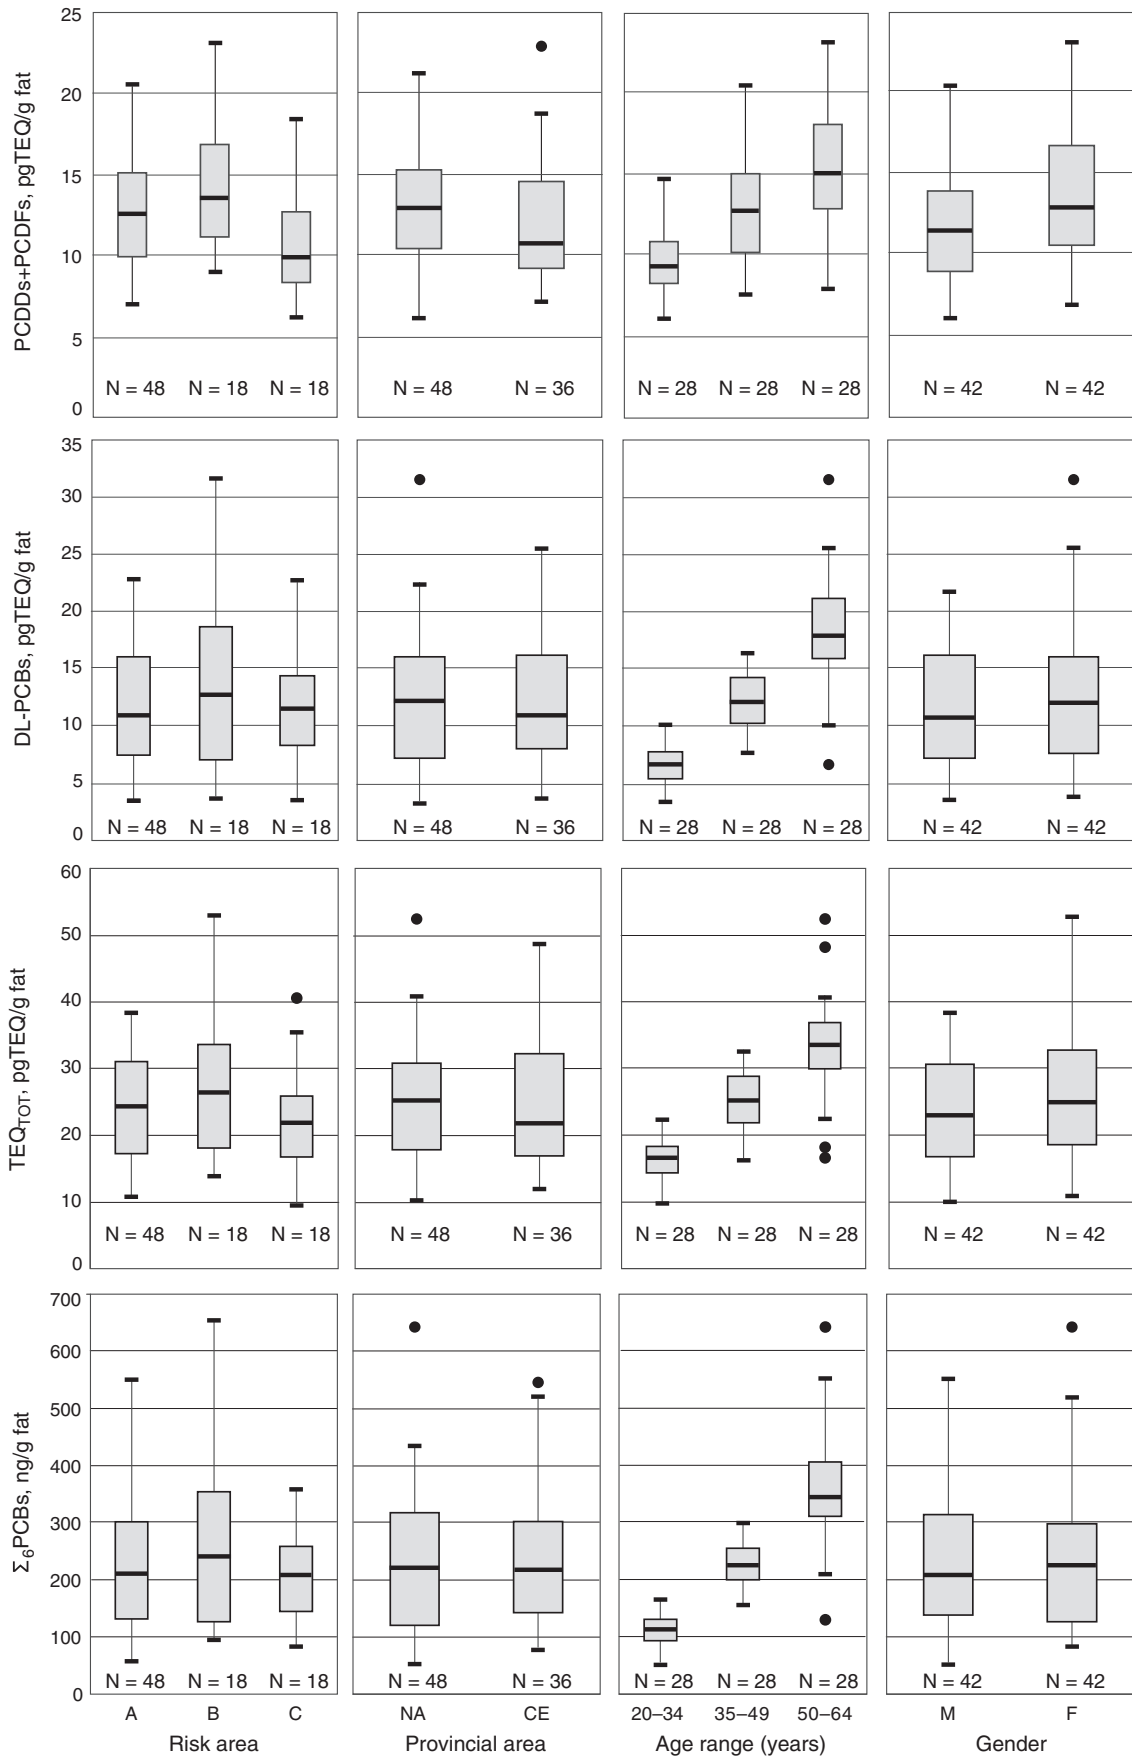 PCDDs+PCDFs, pgTEQ/g fat
25
20
15
10
5
0
N = 48 N = 18 N = 18
N = 48 N = 36
N = 28 N = 28 N = 28
N = 42 N = 42
DL-PCBs, pgTEQ/g fat
35
30
25
20
15
10
5
0
N = 48 N = 18 N = 18
N = 48 N = 36
N = 28 N = 28 N = 28
N = 42 N = 42
TEQTOT, pgTEQ/g fat
60
50
40
30
20
10
0
N = 48 N = 18 N = 18
N = 48 N = 36
N = 28 N = 28 N = 28
N = 42 N = 42
Σ6PCBs, ng/g fat
700
600
500
400
300
200
100
0
N = 48 N = 18 N = 18
N = 48 N = 36
N = 28 N = 28 N = 28
N = 42 N = 42
A B C
NA CE
20–34 35–49 50–64
M F
Risk area
Provincial area
Age range (years)
Gender